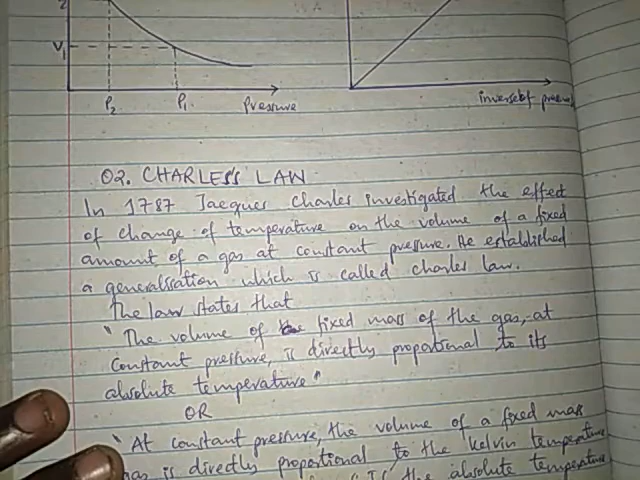 2
V1
P2 P1 Pressure
inverse of
02. CHARLES'S LAW
In 1787 Jacques Charles investigated the effect
of change of temperature on the volume of a fixed
amount of a gas at constant pressure. He established
a generalisation which is called charles law.
The law states that
"The volume of fixed mass of the gas, at
constant pressure, is directly proportional to its
absolute temperature"
OR
"At constant pressure, the volume of a fixed mass
gas is directly proportional to the kelvin temperature
the absolute temperature